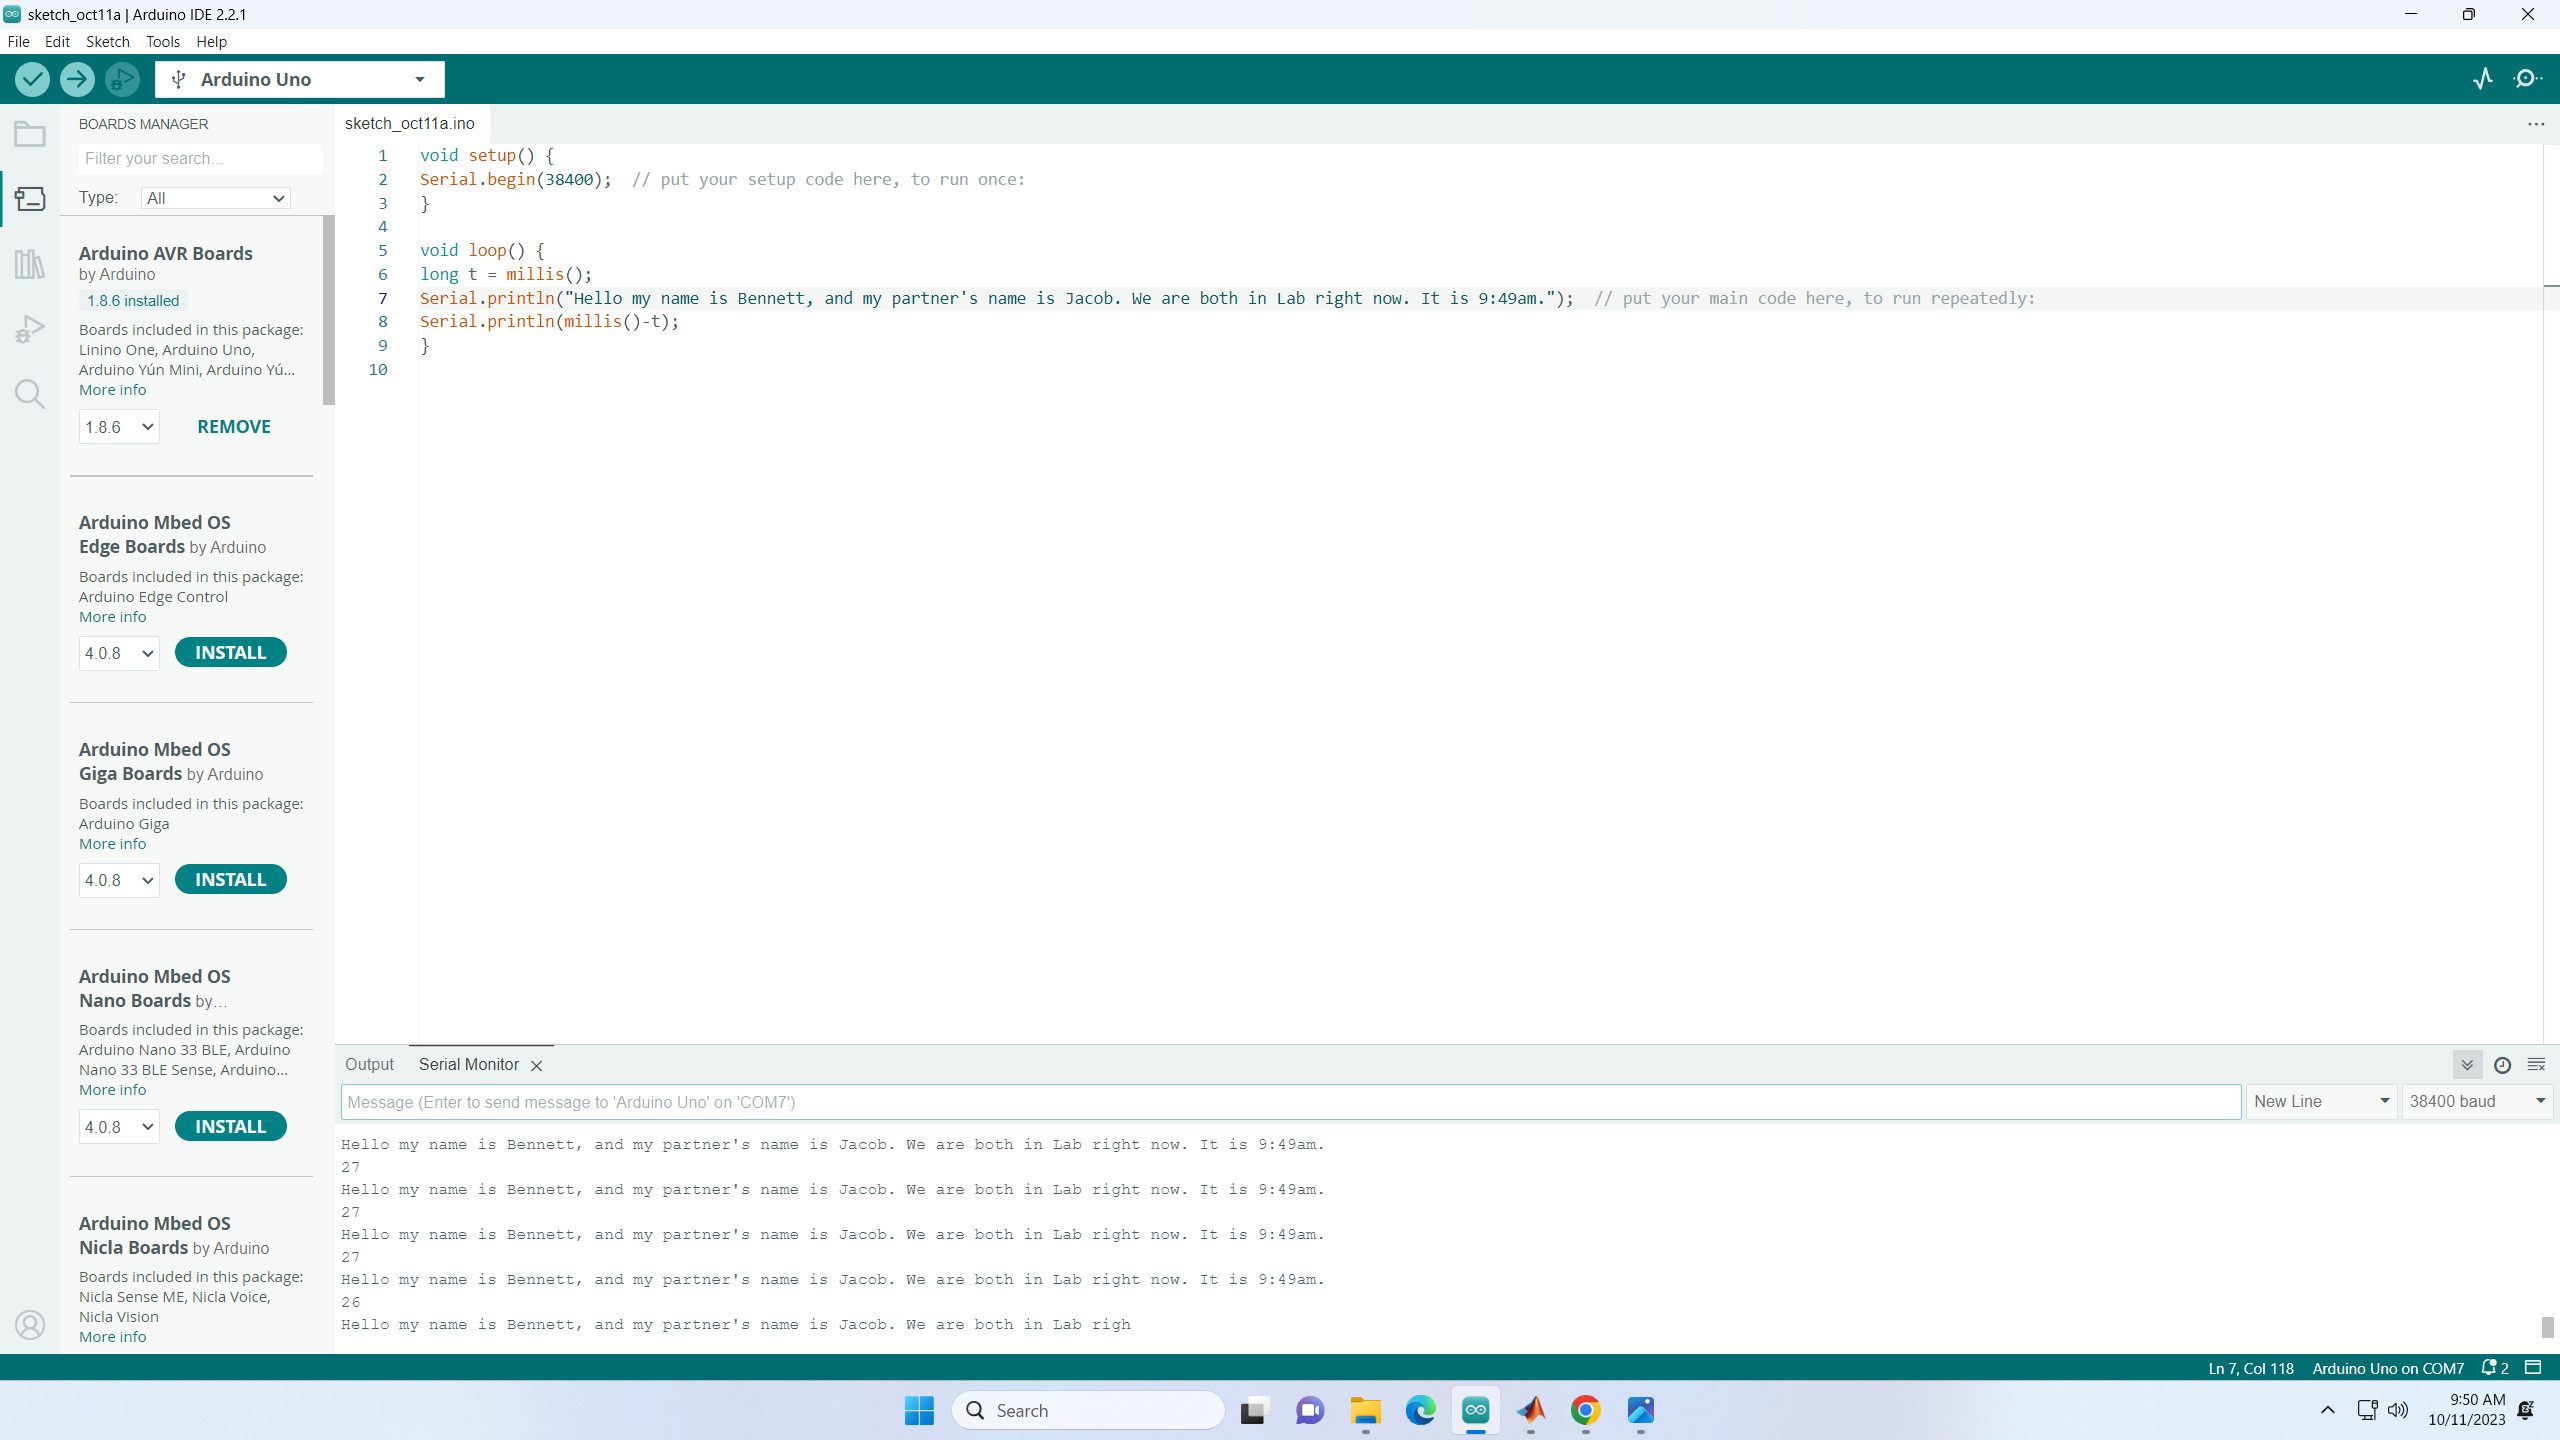 sketch_oct11a | Arduino IDE 2.2.1
File Edit Sketch Tools Help
Arduino Uno
BOARDS MANAGER
Filter your search...
Type: All
Arduino AVR Boards
by Arduino
1.8.6 installed
Boards included in this package:
Linino One, Arduino Uno,
Arduino Yún Mini, Arduino Yú...
More info
1.8.6 REMOVE
Arduino Mbed OS
Edge Boards by Arduino
Boards included in this package:
Arduino Edge Control
More info
4.0.8 INSTALL
Arduino Mbed OS
Giga Boards by Arduino
Boards included in this package:
Arduino Giga
More info
4.0.8 INSTALL
Arduino Mbed OS
Nano Boards by...
Boards included in this package:
Arduino Nano 33 BLE, Arduino
Nano 33 BLE Sense, Arduino...
More info
4.0.8 INSTALL
Arduino Mbed OS
Nicla Boards by Arduino
Boards included in this package:
Nicla Sense ME, Nicla Voice,
Nicla Vision
More info
sketch_oct11a.ino
1 void setup() {
2 Serial.begin(38400);  // put your setup code here, to run once:
3 }
4
5 void loop() {
6 long t = millis();
7 Serial.println("Hello my name is Bennett, and my partner's name is Jacob. We are both in Lab right now. It is 9:49am.");  // put your main code here, to run repeatedly:
8 Serial.println(millis()-t);
9 }
10
Output Serial Monitor
Message (Enter to send message to 'Arduino Uno' on 'COM7') New Line 38400 baud
Hello my name is Bennett, and my partner's name is Jacob. We are both in Lab right now. It is 9:49am.
27
Hello my name is Bennett, and my partner's name is Jacob. We are both in Lab right now. It is 9:49am.
27
Hello my name is Bennett, and my partner's name is Jacob. We are both in Lab right now. It is 9:49am.
27
Hello my name is Bennett, and my partner's name is Jacob. We are both in Lab right now. It is 9:49am.
26
Hello my name is Bennett, and my partner's name is Jacob. We are both in Lab righ
Ln 7, Col 118 Arduino Uno on COM7 2
Search
9:50 AM
10/11/2023